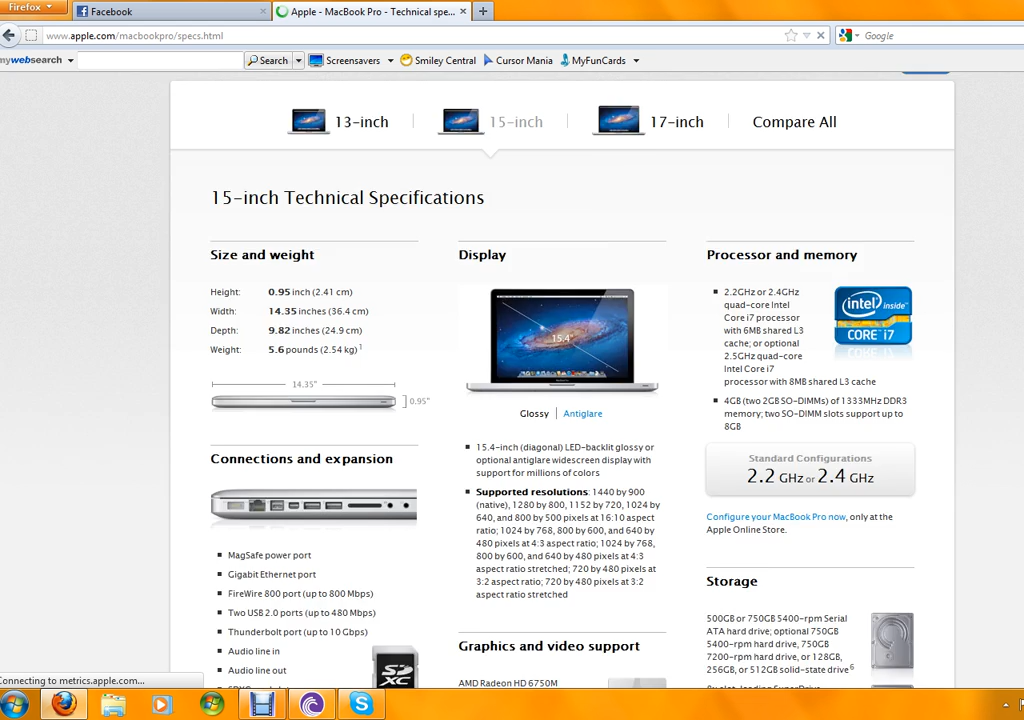 Firefox
Facebook
Apple - MacBook Pro - Technical spe...
www.apple.com/macbookpro/specs.html
Google
mywebsearch
Search
Screensavers
Smiley Central
Cursor Mania
MyFunCards
13-inch
15-inch
17-inch
Compare All
15-inch Technical Specifications
Size and weight
Height: 0.95 inch (2.41 cm)
Width: 14.35 inches (36.4 cm)
Depth: 9.82 inches (24.9 cm)
Weight: 5.6 pounds (2.54 kg) 1
14.35"
0.95"
Connections and expansion
MagSafe power port
Gigabit Ethernet port
FireWire 800 port (up to 800 Mbps)
Two USB 2.0 ports (up to 480 Mbps)
Thunderbolt port (up to 10 Gbps)
Audio line in
Audio line out
SD
XC
Display
15.4"
Glossy | Antiglare
15.4-inch (diagonal) LED-backlit glossy or
optional antiglare widescreen display with
support for millions of colors
Supported resolutions: 1440 by 900
(native), 1280 by 800, 1152 by 720, 1024 by
640, and 800 by 500 pixels at 16:10 aspect
ratio; 1024 by 768, 800 by 600, and 640 by
480 pixels at 4:3 aspect ratio; 1024 by 768,
800 by 600, and 640 by 480 pixels at 4:3
aspect ratio stretched; 720 by 480 pixels at
3:2 aspect ratio; 720 by 480 pixels at 3:2
aspect ratio stretched
Graphics and video support
AMD Radeon HD 6750M
Processor and memory
2.2GHz or 2.4GHz
quad-core Intel
Core i7 processor
with 6MB shared L3
cache; or optional
2.5GHz quad-core
Intel Core i7
processor with 8MB shared L3 cache
intel inside™
CORE i7
4GB (two 2GB SO-DIMMs) of 1333MHz DDR3
memory; two SO-DIMM slots support up to
8GB
Standard Configurations
2.2 GHz or 2.4 GHz
Configure your MacBook Pro now, only at the
Apple Online Store.
Storage
500GB or 750GB 5400-rpm Serial
ATA hard drive; optional 750GB
5400-rpm hard drive, 750GB
7200-rpm hard drive, or 128GB,
256GB, or 512GB solid-state drive 6
Connecting to metrics.apple.com...